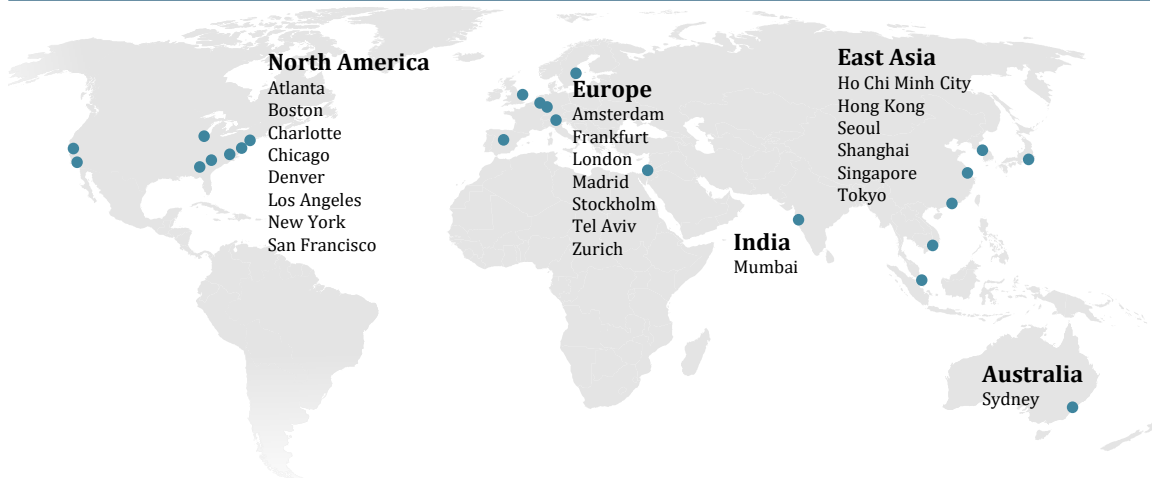 North America
Atlanta
Boston
Charlotte
Chicago
Denver
Los Angeles
New York
San Francisco
Europe
Amsterdam
Frankfurt
London
Madrid
Stockholm
Tel Aviv
Zurich
India
Mumbai
East Asia
Ho Chi Minh City
Hong Kong
Seoul
Shanghai
Singapore
Tokyo
Australia
Sydney